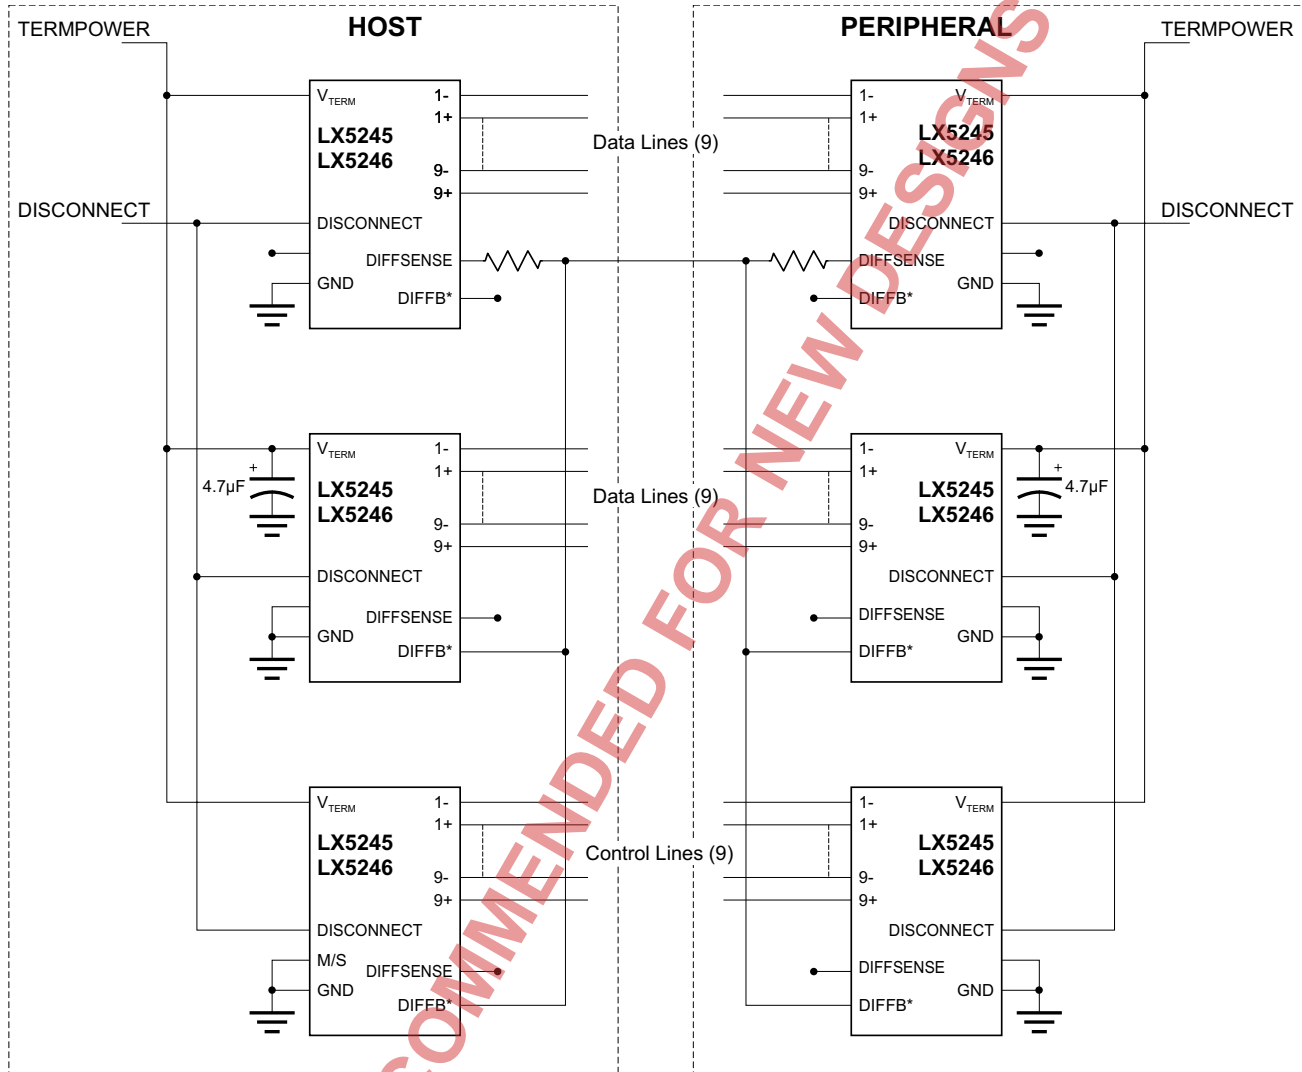 HOST
PERIPHERAL
TERMPOWER
TERMPOWER
VTERM
1-
1+
LX5245
LX5246
9-
9+
DISCONNECT
DISCONNECT
DIFFSENSE
GND
DIFFB*
Data Lines (9)
1-
VTERM
1+
LX5245
LX5246
9-
9+
DISCONNECT
DISCONNECT
DIFFSENSE
GND
DIFFB*
VTERM
1-
1+
+
4.7µF
LX5245
LX5246
9-
9+
DISCONNECT
DIFFSENSE
GND
DIFFB*
Data Lines (9)
1-
VTERM
1+
+
4.7µF
LX5245
LX5246
9-
9+
DISCONNECT
DIFFSENSE
GND
DIFFB*
VTERM
1-
1+
LX5245
LX5246
9-
9+
DISCONNECT
M/S
DIFFSENSE
GND
DIFFB*
Control Lines (9)
1-
VTERM
1+
LX5245
LX5246
9-
9+
DISCONNECT
DIFFSENSE
GND
DIFFB*
COMMENDED FOR NEW DESIGNS